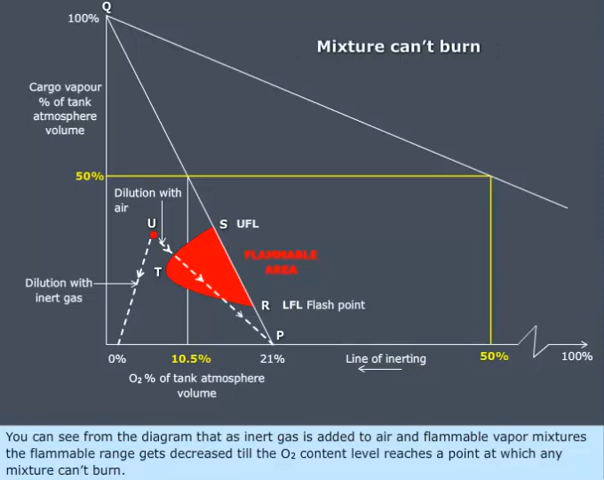 Q
100%
Mixture can't burn
Cargo vapour
% of tank
atmosphere
volume
50%
Dilution with
air
U
S UFL
FLAMMABLE
AREA
T
Dilution with
inert gas
R LFL Flash point
P
0%
10.5%
21%
Line of inerting
50%
100%
O₂ % of tank atmosphere
volume
You can see from the diagram that as inert gas is added to air and flammable vapor mixtures
the flammable range gets decreased till the O₂ content level reaches a point at which any
mixture can't burn.